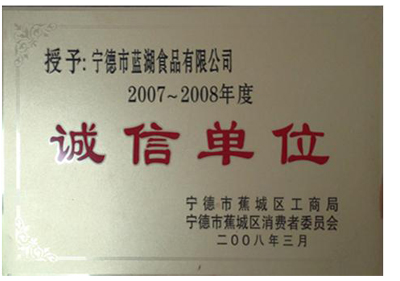 授予:宁德市蓝湖食品有限公司
2007~2008年度
诚信单位
宁德市蕉城区工商局
宁德市蕉城区消费者委员会
二〇〇八年三月